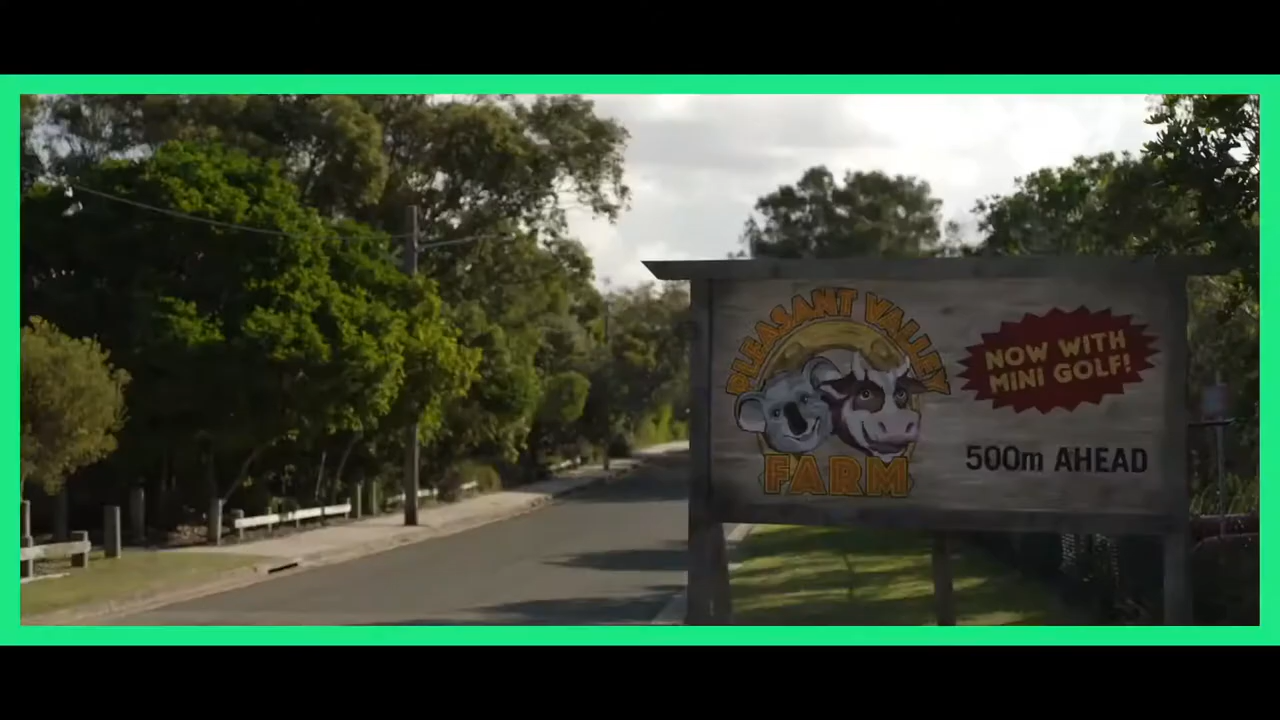 PLEASANT VALLEY
FARM
NOW WITH
MINI GOLF!
500m AHEAD